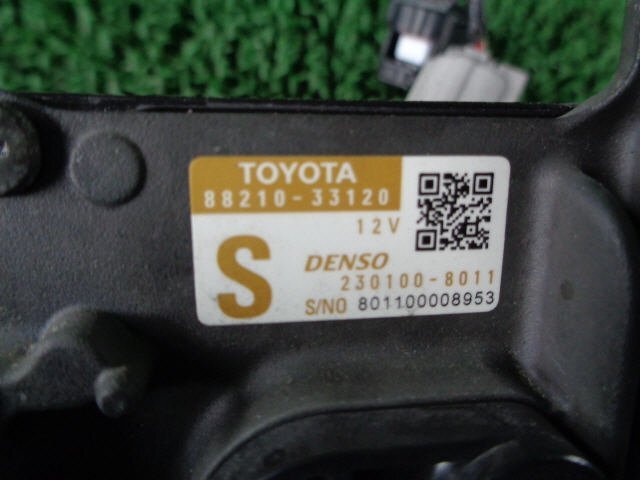 TOYOTA
88210-33120
12V
S
DENSO
230100-8011
S/NO 801100008953